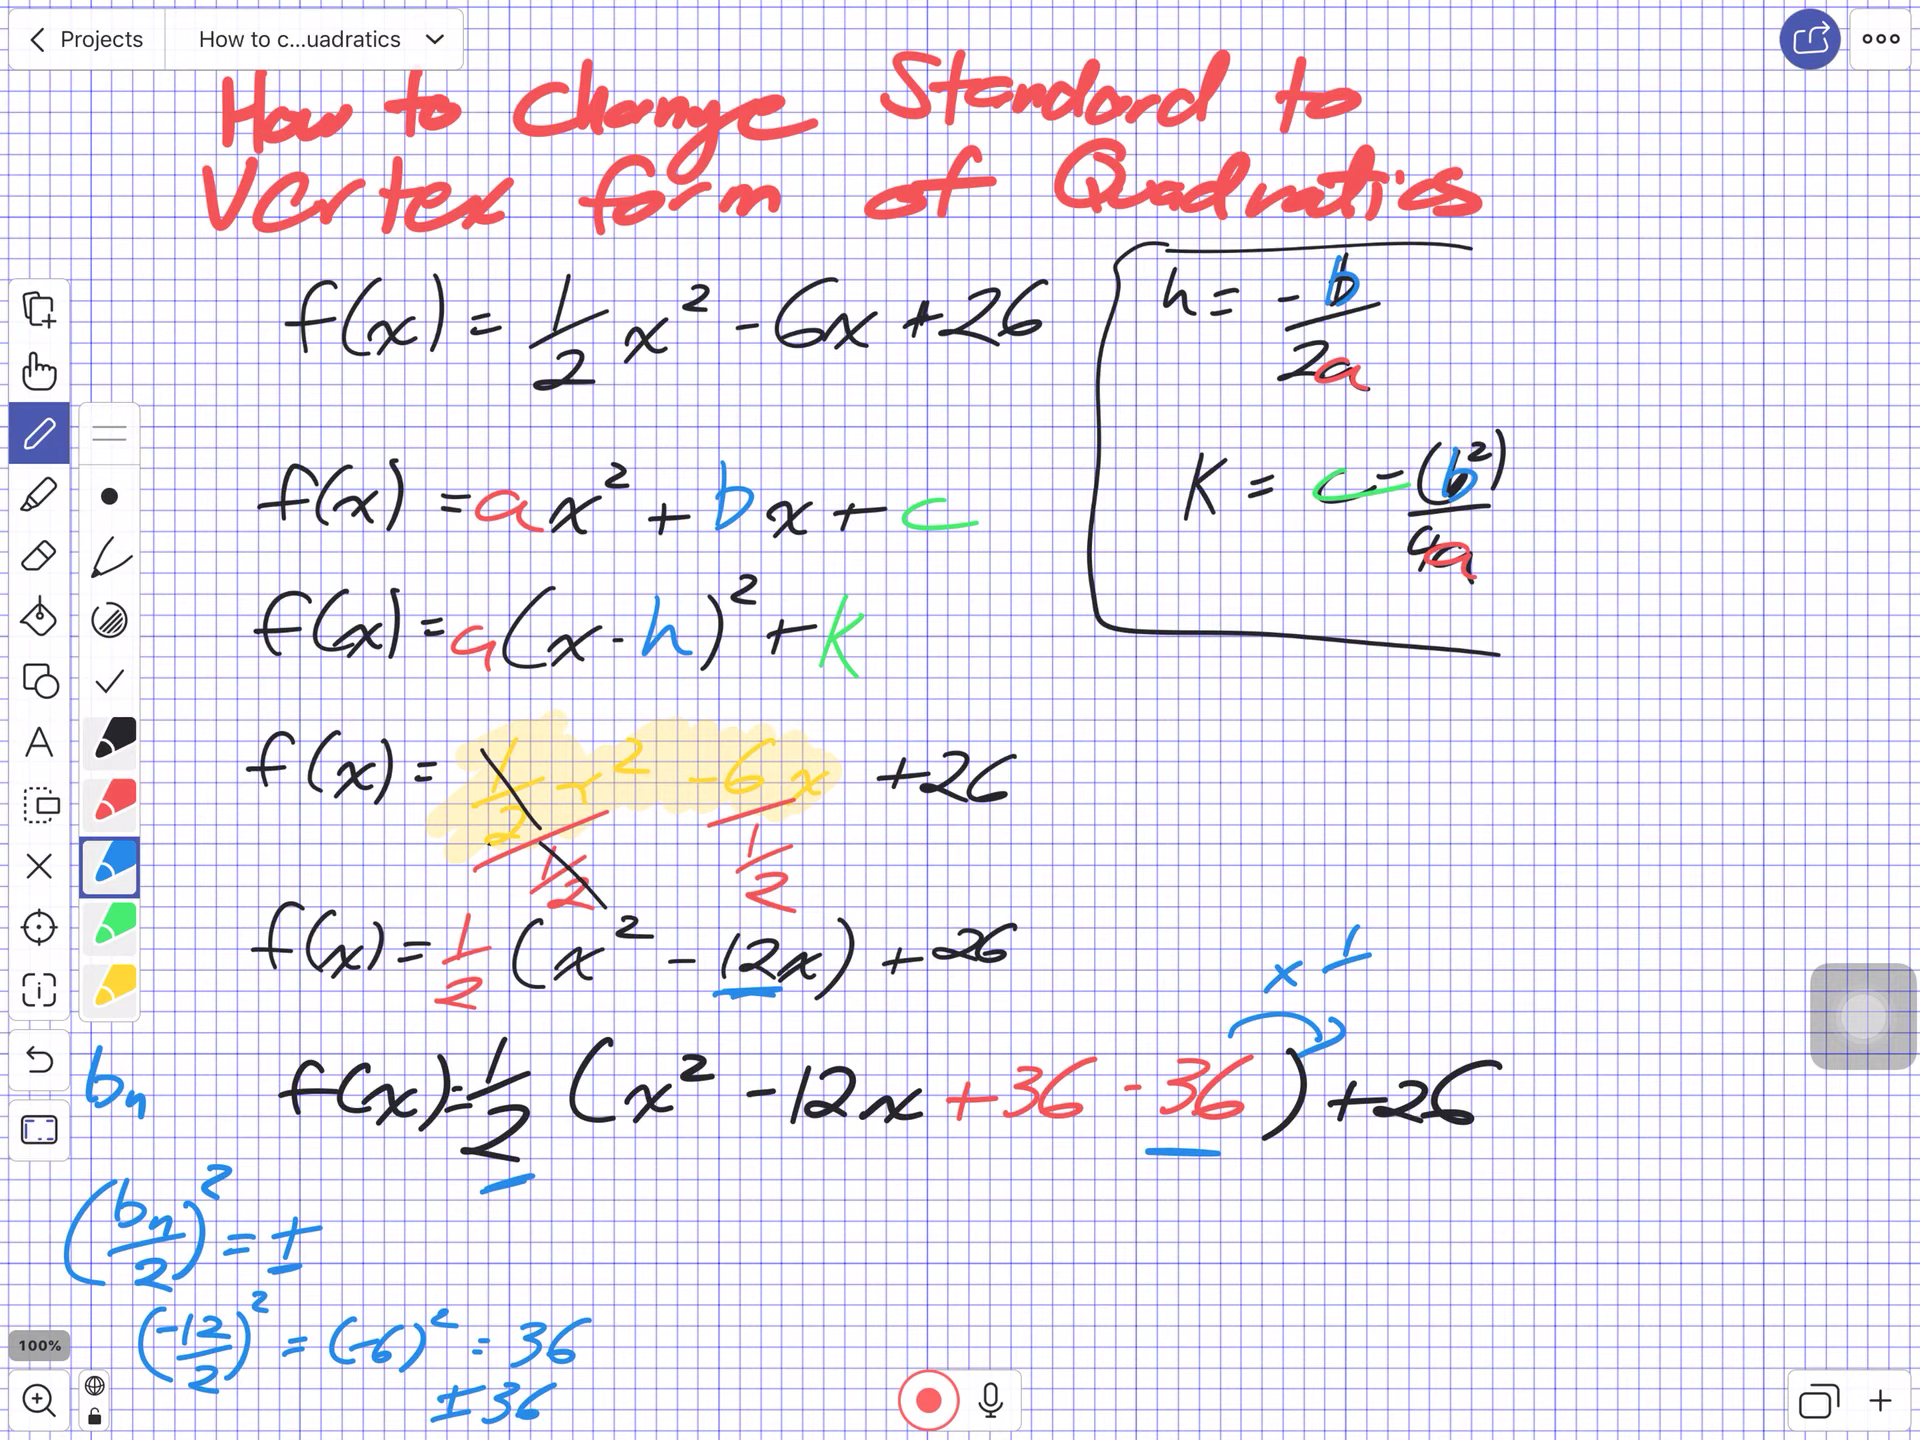 Projects
How to c...uadratics
How to Change Standard to
Vertex form of Quadratics
f(x) = 1/2 x² - 6x + 26
h = -b/2a
f(x) = ax² + bx + c
K = c - (b²)/4a
f(x) = a(x - h)² + k
f(x) = 1/2 x² - 6x + 26
1/2 1/2
f(x) = 1/2 (x² - 12x) + 26
x 1
bn
f(x) = 1/2 (x² - 12x + 36 - 36) + 26
(bn/2)² = ±
(-12/2)² = (-6)² = 36
± 36
100%